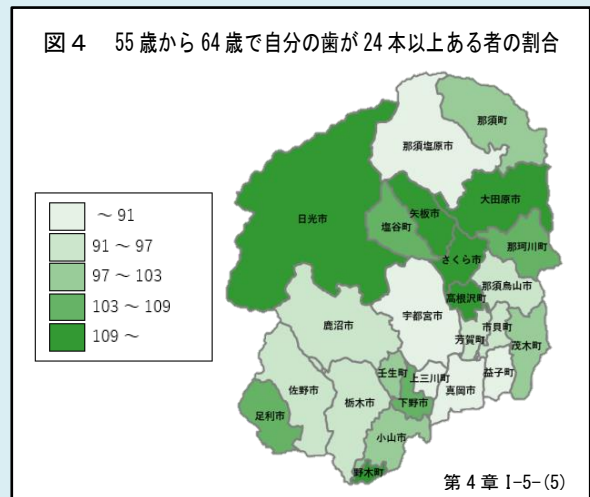 図４　55歳から64歳で自分の歯が24本以上ある者の割合
那須町
那須塩原市
大田原市
日光市
矢板市
塩谷町
那珂川町
さくら市
那須烏山市
高根沢町
宇都宮市
鹿沼市
市貝町
芳賀町
茂木町
壬生町
上三川町
益子町
真岡市
佐野市
栃木市
下野市
足利市
小山市
野木町
～ 91
91 ～ 97
97 ～ 103
103 ～ 109
109 ～
第４章 I-5-(5)